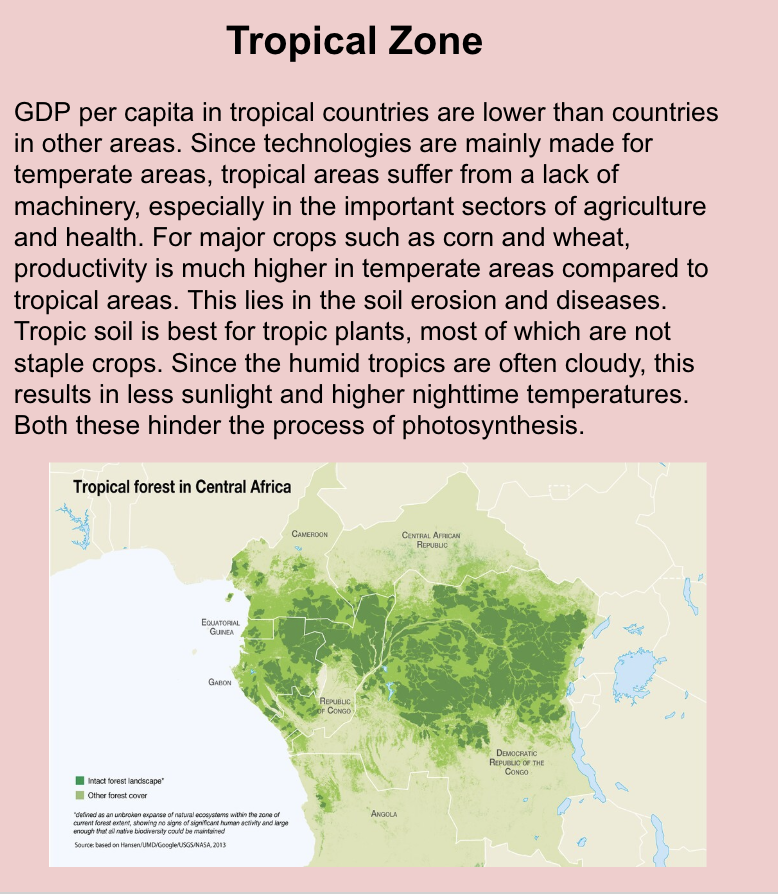 Tropical Zone
GDP per capita in tropical countries are lower than countries
in other areas. Since technologies are mainly made for
temperate areas, tropical areas suffer from a lack of
machinery, especially in the important sectors of agriculture
and health. For major crops such as corn and wheat,
productivity is much higher in temperate areas compared to
tropical areas. This lies in the soil erosion and diseases.
Tropic soil is best for tropic plants, most of which are not
staple crops. Since the humid tropics are often cloudy, this
results in less sunlight and higher nighttime temperatures.
Both these hinder the process of photosynthesis.
Tropical forest in Central Africa
CAMEROON
CENTRAL AFRICAN
REPUBLIC
EQUATORIAL
GUINEA
GABON
REPUBLIC
OF CONGO
DEMOCRATIC
REPUBLIC OF THE
CONGO
ANGOLA
Intact forest landscape*
Other forest cover
*defined as an unbroken expanse of natural ecosystems within the zone of
current forest extent, showing no signs of significant human activity and large
enough that all native biodiversity could be maintained
Source: based on Hansen/UMD/Google/USGS/NASA, 2013